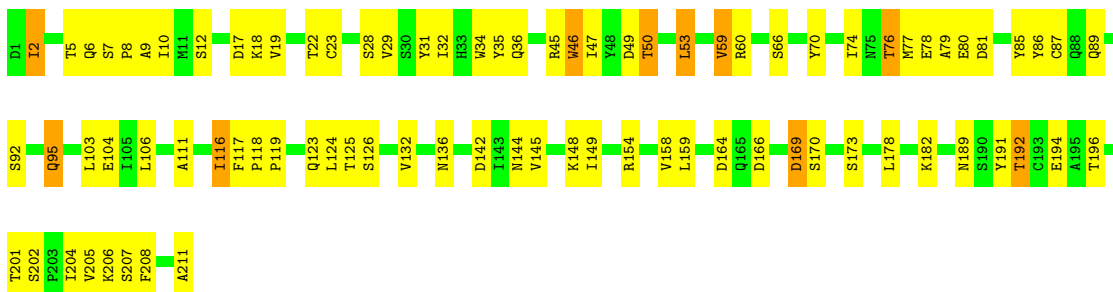 D1 I2 T5 Q6 S7 P8 A9 I10 M11 S12 D17 K18 V19 T22 C23 S28 V29 S30 Y31 I32 H33 W34 Y35 Q36 R45 W46 I47 Y48 D49 T50 L53 V59 R60 S66 Y70 I74 N75 T76 M77 E78 A79 E80 D81 Y85 Y86 C87 Q88 Q89
S92 Q95 L103 E104 I105 L106 A111 I116 F117 P118 P119 Q123 L124 T125 S126 V132 N136 D142 I143 N144 V145 K148 I149 R154 V158 L159 D164 Q165 D166 D169 S170 S173 L178 K182 N189 S190 Y191 T192 C193 E194 A195 T196
T201 S202 P203 I204 V205 K206 S207 F208 A211